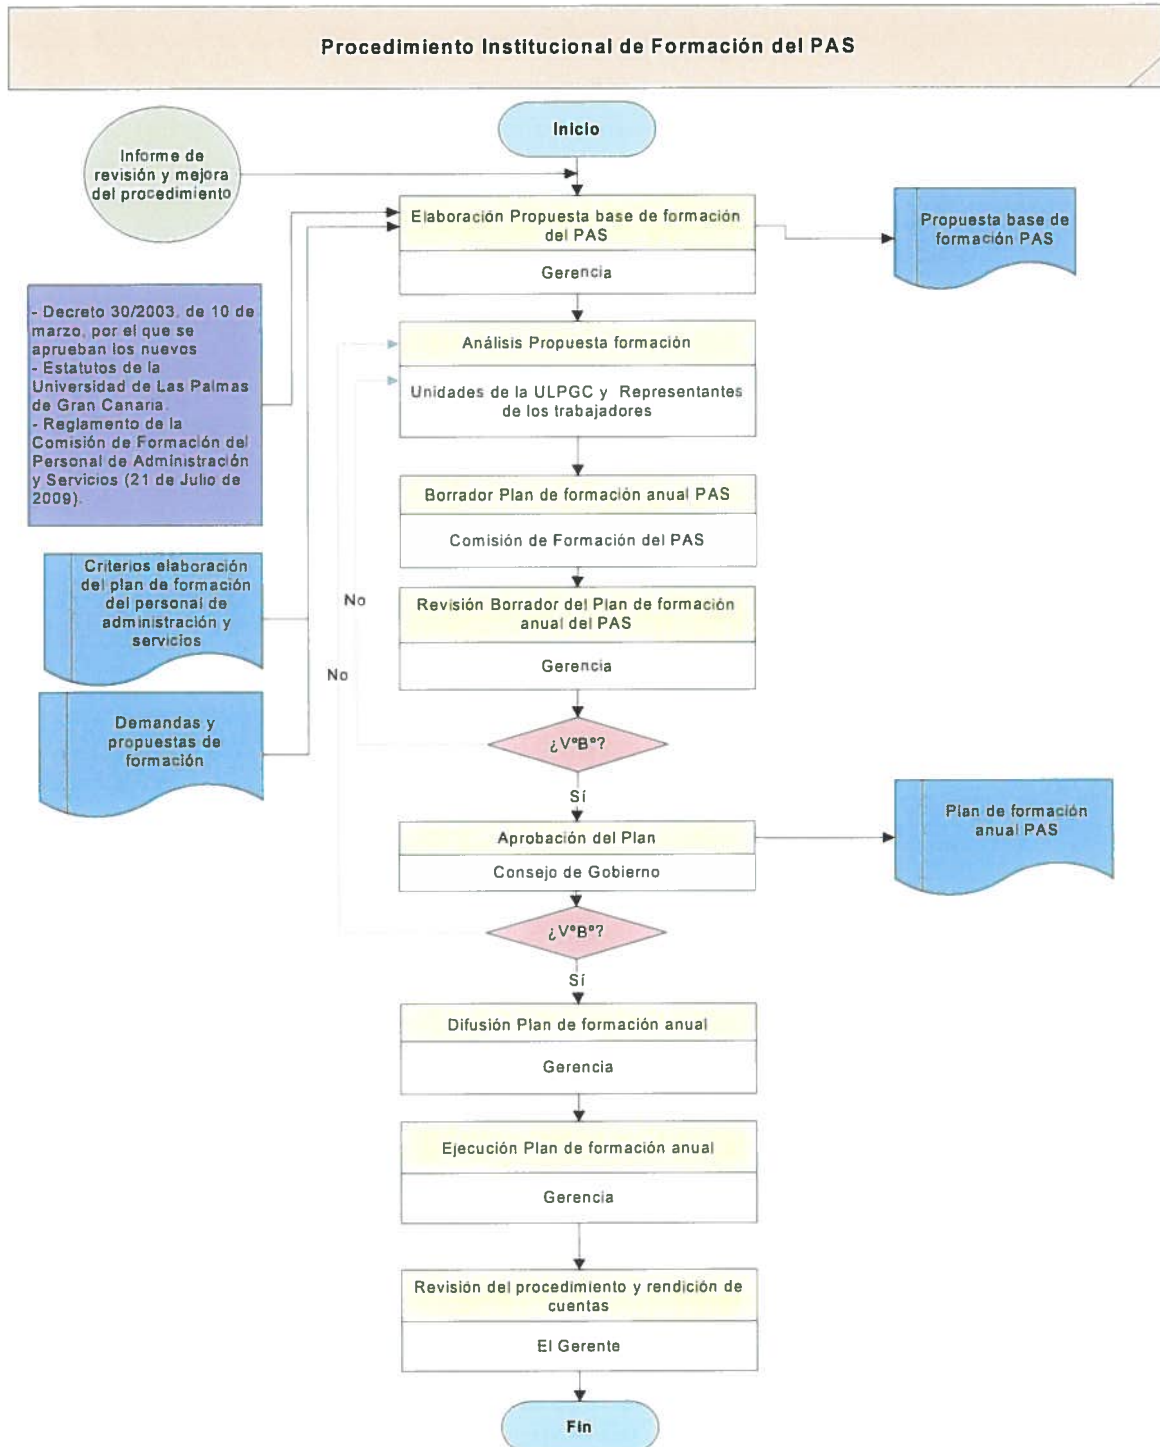 Procedimiento Institucional de Formación del PAS
Inicio
Informe de
revisión y mejora
del procedimiento
Elaboración Propuesta base de formación
del PAS
Gerencia
Propuesta base de
formación PAS
- Decreto 30/2003, de 10 de
marzo, por el que se
aprueban los nuevos
- Estatutos de la
Universidad de Las Palmas
de Gran Canaria.
- Reglamento de la
Comisión de Formación del
Personal de Administración
y Servicios (21 de Julio de
2009).
Análisis Propuesta formación
Unidades de la ULPGC y Representantes
de los trabajadores
Borrador Plan de formación anual PAS
Comisión de Formación del PAS
Criterios elaboración
del plan de formación
del personal de
administración y
servicios
No
Revisión Borrador del Plan de formación
anual del PAS
Gerencia
No
Demandas y
propuestas de
formación
¿VºBº?
Sí
Aprobación del Plan
Consejo de Gobierno
Plan de formación
anual PAS
¿VºBº?
Sí
Difusión Plan de formación anual
Gerencia
Ejecución Plan de formación anual
Gerencia
Revisión del procedimiento y rendición de
cuentas
El Gerente
Fin